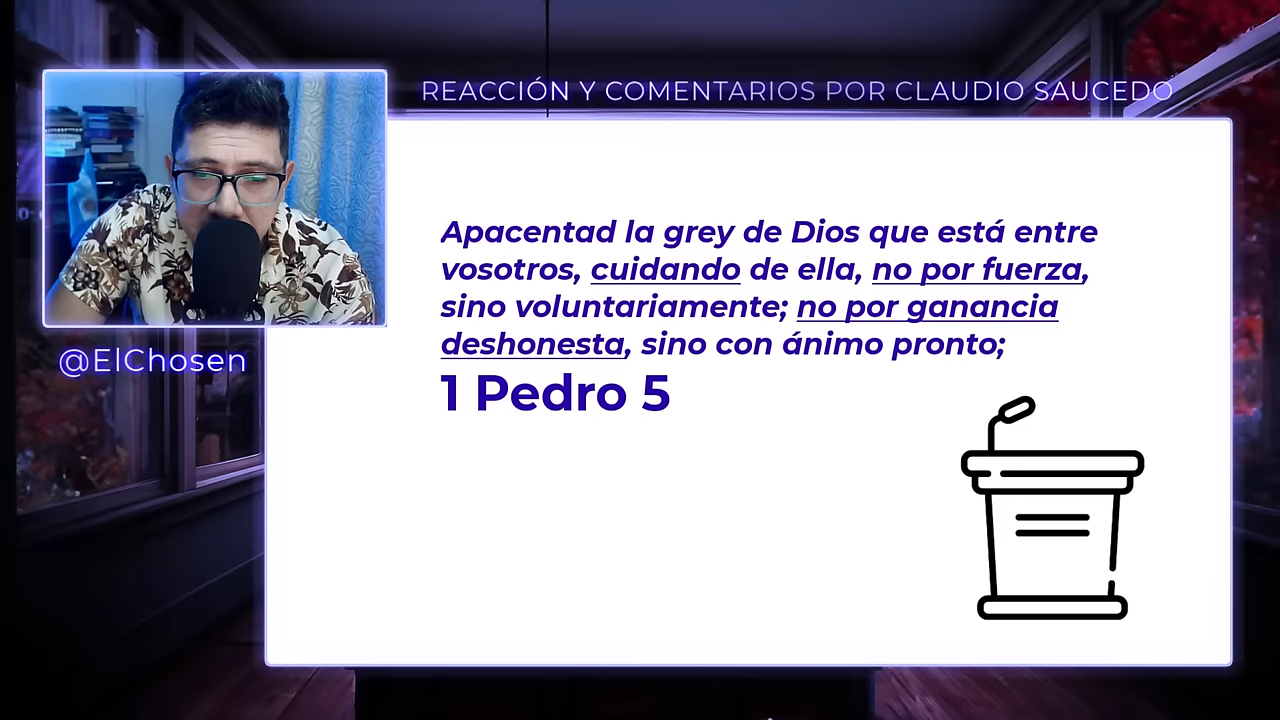 REACCIÓN Y COMENTARIOS POR CLAUDIO SAUCEDO
Apacentad la grey de Dios que está entre
vosotros, cuidando de ella, no por fuerza,
sino voluntariamente; no por ganancia
deshonesta, sino con ánimo pronto;
1 Pedro 5
@ElChosen